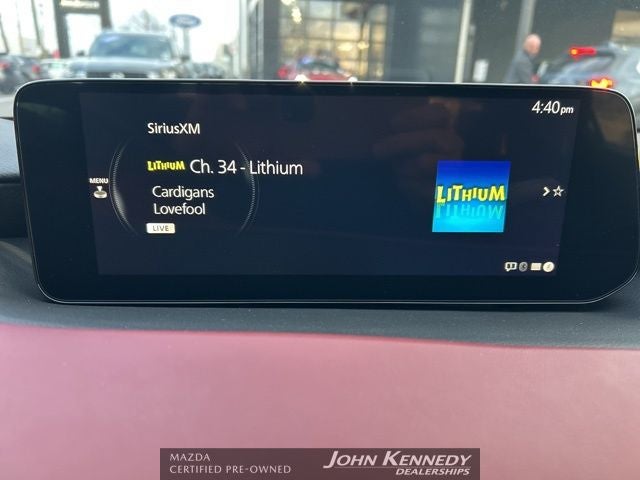 4:40pm
SiriusXM
LITHIUM Ch. 34 - Lithium
MENU
Cardigans
Lovefool
LIVE
LITHIUM
MAZDA
CERTIFIED PRE-OWNED
JOHN KENNEDY
DEALERSHIPS